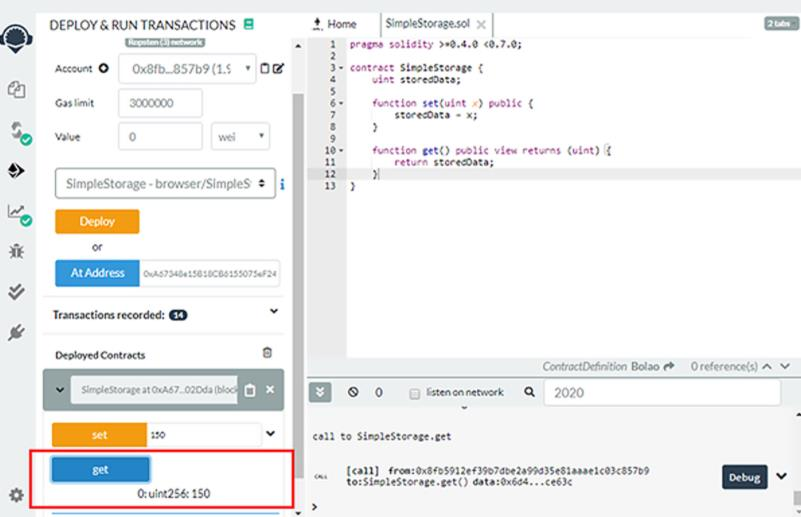 DEPLOY & RUN TRANSACTIONS
Ropsten (3) network
Account 0x8fb...857b9 (1.9
Gas limit 3000000
Value 0 wei
SimpleStorage - browser/SimpleS
Deploy
or
At Address 0xA67348e15B18CB6155075eF24
Transactions recorded: 14
Deployed Contracts
SimpleStorage at 0xA67...02Dda (block
set 150
get
0: uint256: 150
Home SimpleStorage.sol 2 tabs
1 pragma solidity >=0.4.0 <0.7.0;
2
3 contract SimpleStorage {
4 uint storedData;
5
6 function set(uint x) public {
7 storedData = x;
8 }
9
10 function get() public view returns (uint) {
11 return storedData;
12 }
13 }
ContractDefinition Bolao 0 reference(s)
0 listen on network 2020
call to SimpleStorage.get
CALL [call] from:0x8fb5912ef39b7dbe2a99d35e81aaae1c03c857b9
to:SimpleStorage.get() data:0x6d4...ce63c
Debug
>